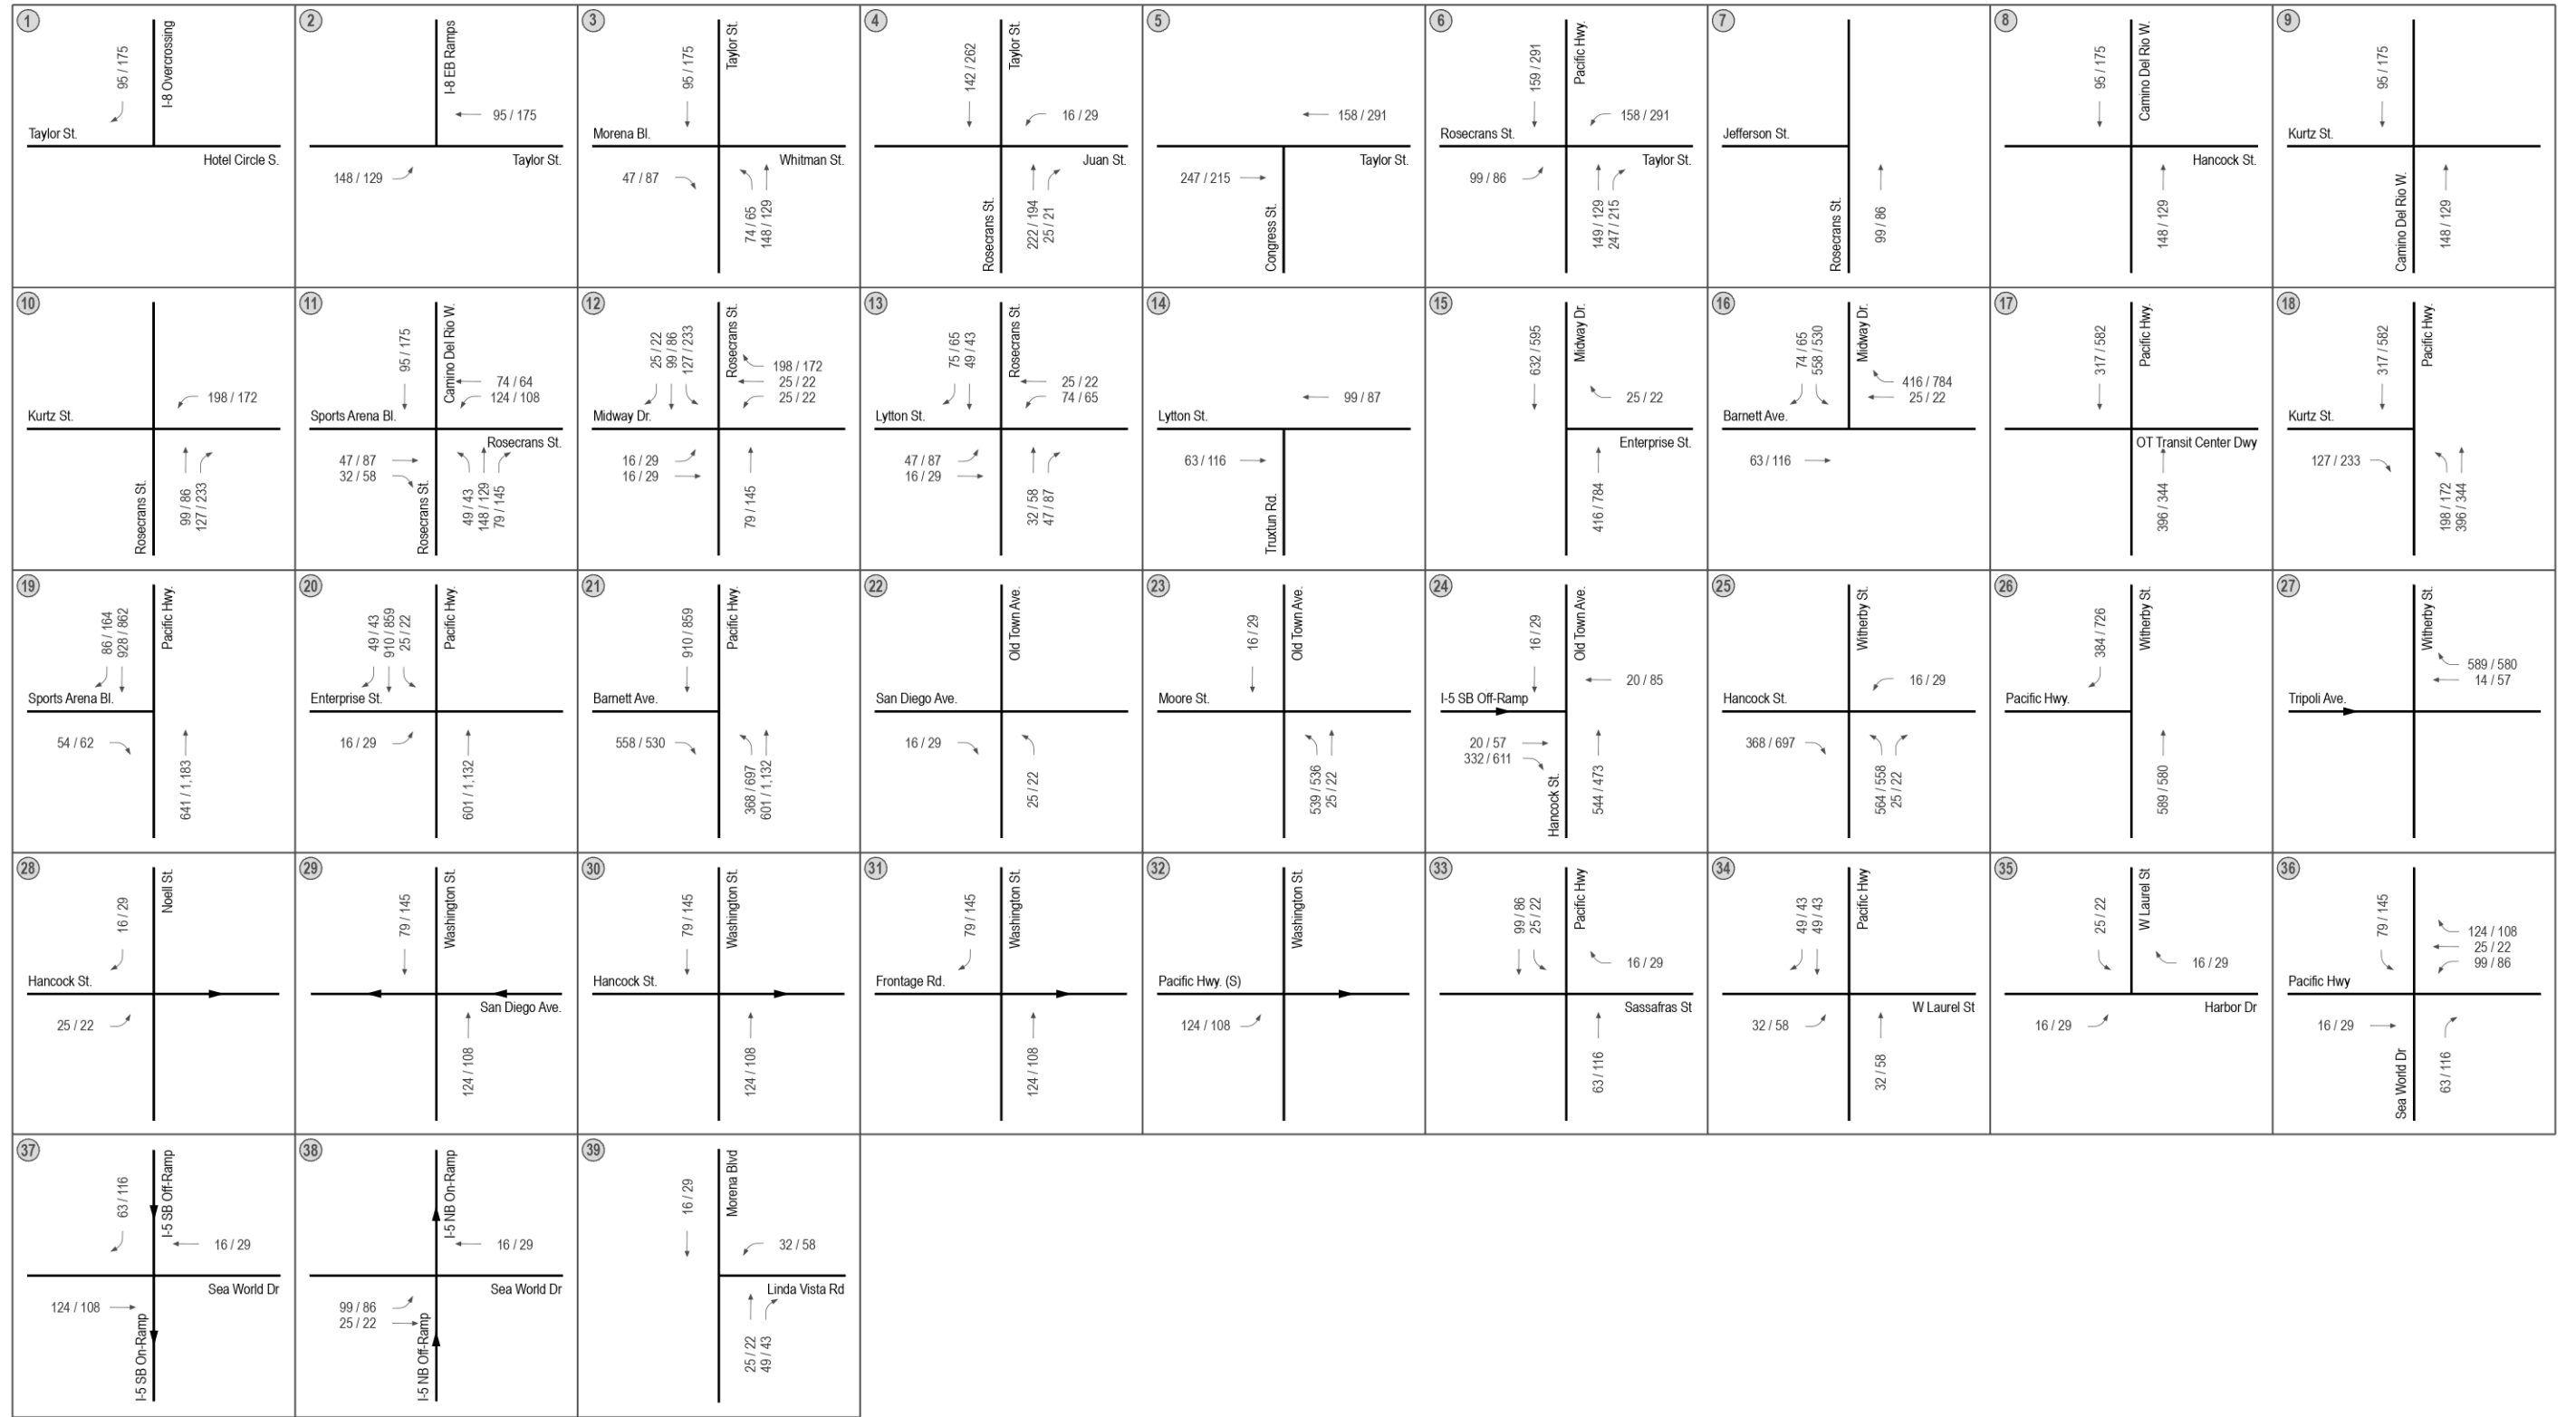 1
95 / 175
I-8 Overcrossing
Taylor St.
Hotel Circle S.
2
I-8 EB Ramps
95 / 175
Taylor St.
148 / 129
3
95 / 175
Taylor St.
Morena Bl.
Whitman St.
47 / 87
74 / 65
148 / 129
4
142 / 262
Taylor St.
16 / 29
Juan St.
Rosecrans St.
222 / 194
25 / 21
5
158 / 291
Taylor St.
247 / 215
Congress St.
6
159 / 291
Pacific Hwy.
158 / 291
Rosecrans St.
Taylor St.
99 / 86
149 / 129
247 / 215
7
Jefferson St.
Rosecrans St.
99 / 86
8
95 / 175
Camino Del Rio W.
Hancock St.
148 / 129
9
95 / 175
Kurtz St.
Camino Del Rio W.
148 / 129
10
198 / 172
Kurtz St.
Rosecrans St.
99 / 86
127 / 233
11
95 / 175
Camino Del Rio W.
74 / 64
124 / 108
Sports Arena Bl.
Rosecrans St.
47 / 87
32 / 58
Rosecrans St.
49 / 43
148 / 129
79 / 145
12
25 / 22
99 / 86
127 / 233
Rosecrans St.
198 / 172
25 / 22
25 / 22
Midway Dr.
16 / 29
16 / 29
79 / 145
13
75 / 65
49 / 43
Rosecrans St.
25 / 22
74 / 65
Lytton St.
47 / 87
16 / 29
32 / 58
47 / 87
14
99 / 87
Lytton St.
63 / 116
Truxtun Rd.
15
632 / 595
Midway Dr.
25 / 22
Enterprise St.
416 / 784
16
74 / 65
558 / 530
Midway Dr.
416 / 784
25 / 22
Barnett Ave.
63 / 116
17
317 / 582
Pacific Hwy.
OT Transit Center Dwy
396 / 344
18
317 / 582
Pacific Hwy.
Kurtz St.
127 / 233
198 / 172
396 / 344
19
86 / 164
928 / 862
Pacific Hwy.
Sports Arena Bl.
54 / 62
641 / 1,183
20
49 / 43
910 / 859
25 / 22
Pacific Hwy.
Enterprise St.
16 / 29
601 / 1,132
21
910 / 859
Pacific Hwy.
Barnett Ave.
558 / 530
368 / 697
601 / 1,132
22
Old Town Ave.
San Diego Ave.
16 / 29
25 / 22
23
16 / 29
Old Town Ave.
Moore St.
539 / 536
25 / 22
24
16 / 29
Old Town Ave.
20 / 85
I-5 SB Off-Ramp
20 / 57
332 / 611
Hancock St.
544 / 473
25
Witherby St.
16 / 29
Hancock St.
368 / 697
564 / 558
25 / 22
26
384 / 726
Witherby St.
Pacific Hwy.
589 / 580
27
Witherby St.
589 / 580
14 / 57
Tripoli Ave.
28
16 / 29
Noell St.
Hancock St.
25 / 22
29
79 / 145
Washington St.
San Diego Ave.
124 / 108
30
79 / 145
Washington St.
Hancock St.
124 / 108
31
79 / 145
Washington St.
Frontage Rd.
124 / 108
32
Washington St.
Pacific Hwy. (S)
124 / 108
33
99 / 86
25 / 22
Pacific Hwy
16 / 29
Sassafras St
63 / 116
34
49 / 43
49 / 43
Pacific Hwy
W Laurel St
32 / 58
32 / 58
35
25 / 22
W Laurel St
16 / 29
Harbor Dr
16 / 29
36
79 / 145
124 / 108
25 / 22
99 / 86
Pacific Hwy
16 / 29
Sea World Dr
63 / 116
37
63 / 116
I-5 SB Off-Ramp
16 / 29
Sea World Dr
124 / 108
I-5 SB On-Ramp
38
I-5 NB On-Ramp
16 / 29
Sea World Dr
99 / 86
25 / 22
I-5 NB Off-Ramp
39
16 / 29
Morena Blvd
32 / 58
Linda Vista Rd
25 / 22
49 / 43